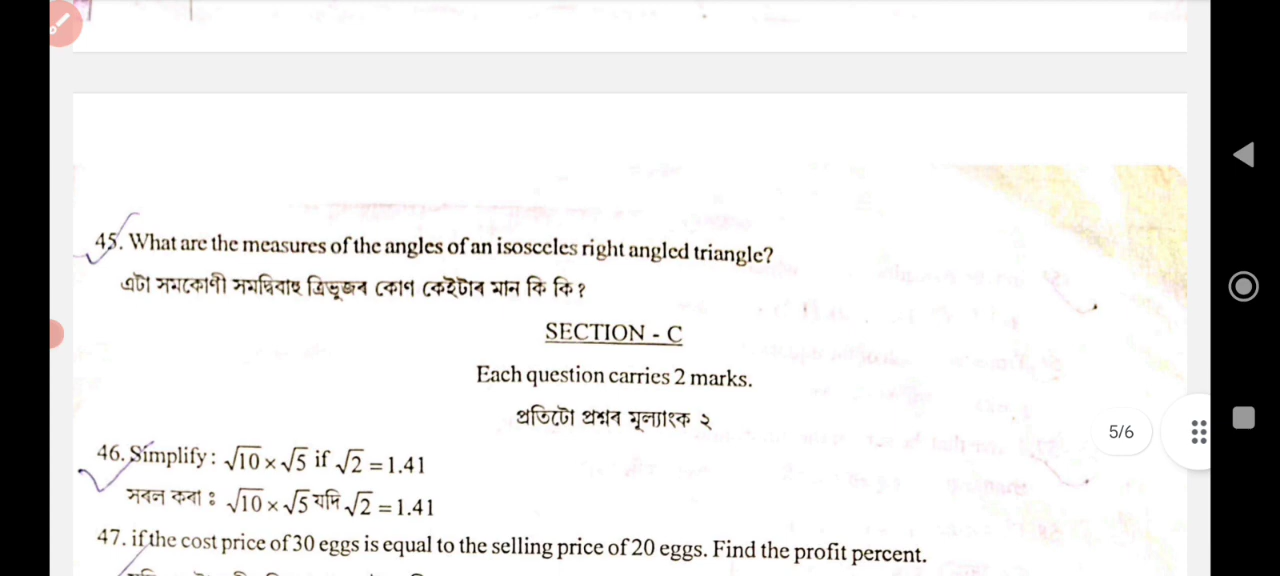 45. What are the measures of the angles of an isosceles right angled triangle?
এটা সমকোণী সমদ্বিবাহু ত্ৰিভূজৰ কোণ কেইটাৰ মান কি কি ?
SECTION - C
Each question carries 2 marks.
প্ৰতিটো প্ৰশ্নৰ মূল্যাংক ২
5/6
46. Simplify : √10 × √5 if √2 = 1.41
সৰল কৰা ঃ √10 × √5 যদি √2 = 1.41
47. if the cost price of 30 eggs is equal to the selling price of 20 eggs. Find the profit percent.